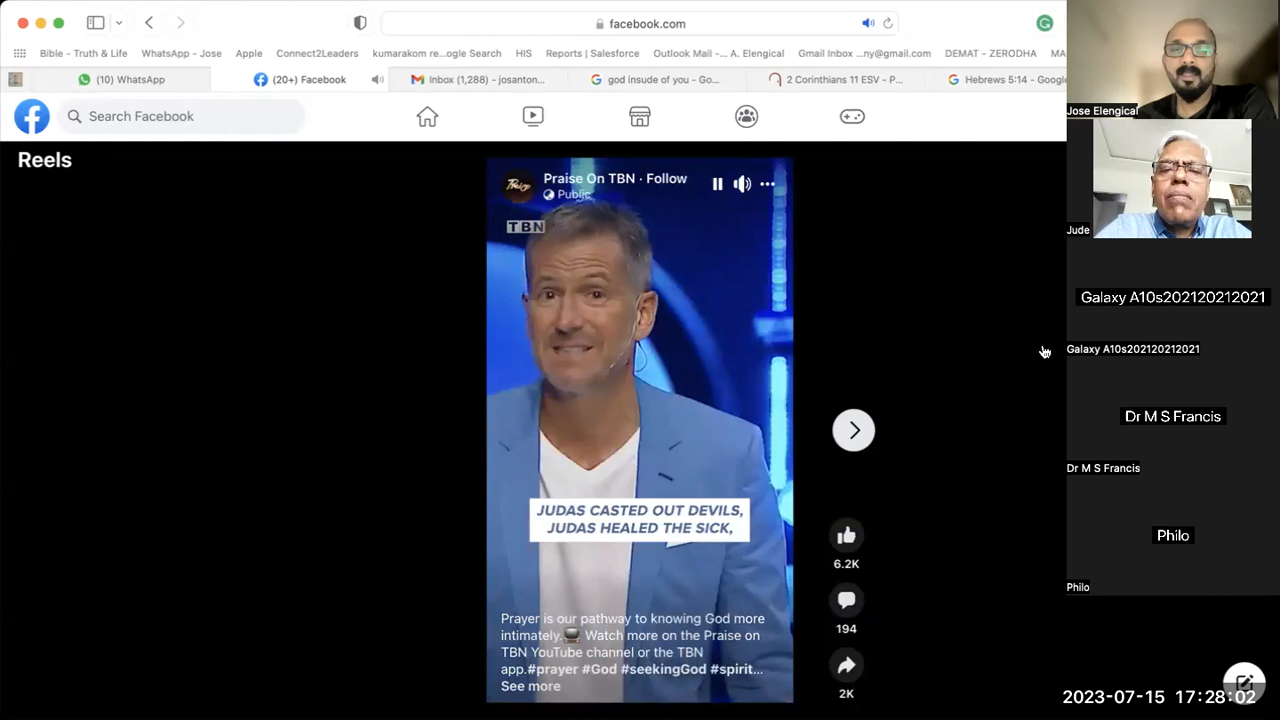 facebook.com
Bible - Truth & Life
WhatsApp - Jose
Apple
Connect2Leaders
kumarakom re...ogle Search
HIS
Reports | Salesforce
Outlook Mail -... A. Elengical
Gmail Inbox ...ny@gmail.com
DEMAT - ZERODHA
MA
(10) WhatsApp
(20+) Facebook
Inbox (1,288) - josanton...
god insude of you - Go...
2 Corinthians 11 ESV - P...
Hebrews 5:14 - Google
Search Facebook
Reels
Praise On TBN · Follow
Public
TBN
JUDAS CASTED OUT DEVILS,
JUDAS HEALED THE SICK,
Prayer is our pathway to knowing God more
intimately. Watch more on the Praise on
TBN YouTube channel or the TBN
app.#prayer #God #seekingGod #spirit...
See more
6.2K
194
2K
Jose Elengical
Jude
Galaxy A10s202120212021
Galaxy A10s202120212021
Dr M S Francis
Dr M S Francis
Philo
Philo
2023-07-15 17:28:02